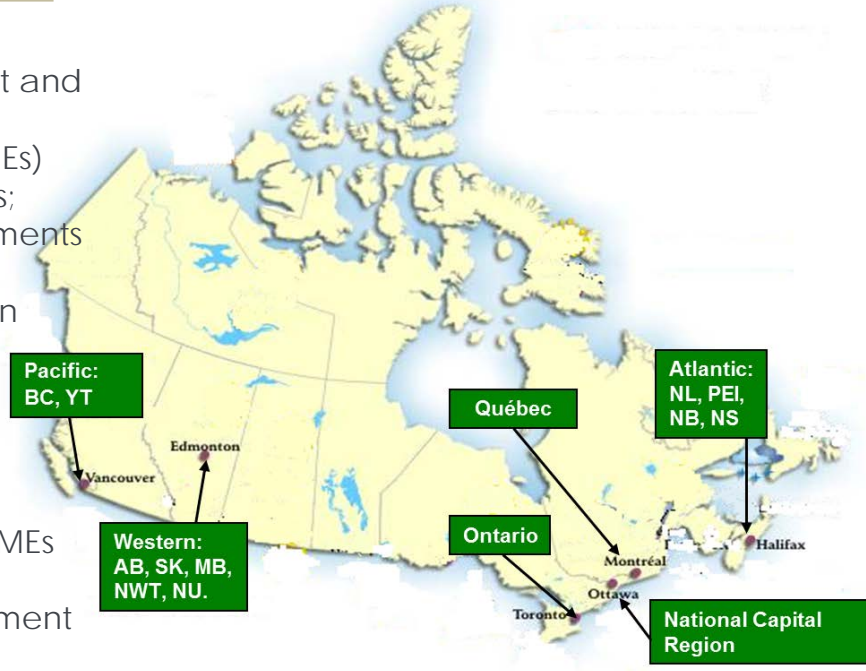 t and
Es)
s;
ments
n
MEs
ment
Pacific:
BC, YT
Vancouver
Edmonton
Western:
AB, SK, MB,
NWT, NU.
Québec
Ontario
Atlantic:
NL, PEI,
NB, NS
Montréal
Ottawa
Toronto
Halifax
National Capital
Region